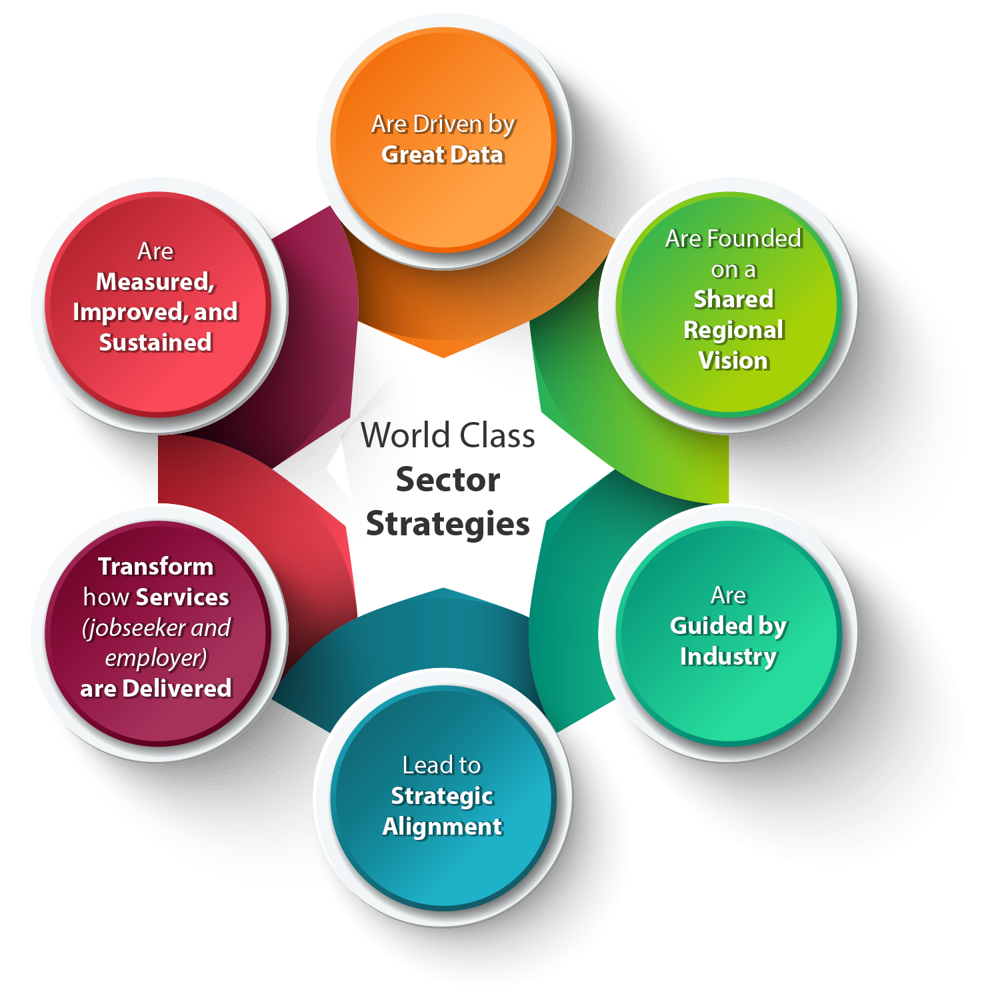 Are Driven by
Great Data
Are Founded
on a
Shared
Regional
Vision
Are
Guided by
Industry
Lead to
Strategic
Alignment
Transform
how Services
(jobseeker and
employer)
are Delivered
Are
Measured,
Improved, and
Sustained
World Class
Sector
Strategies